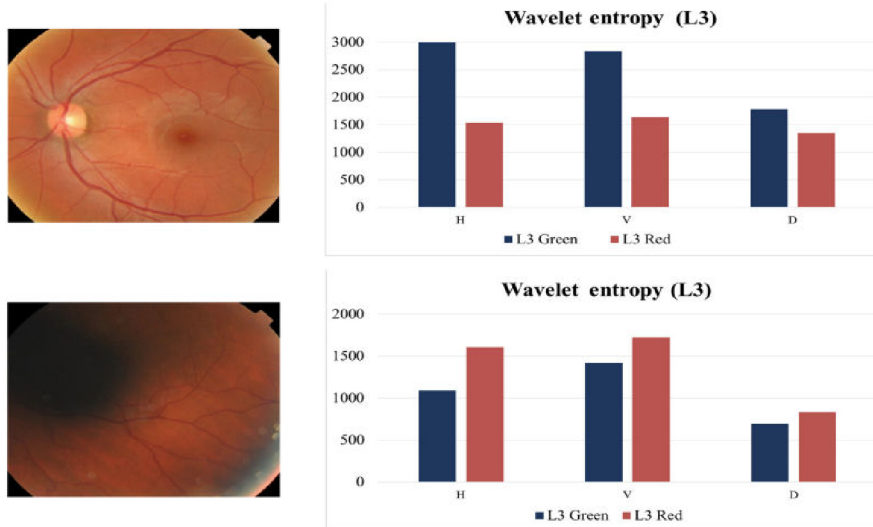 Wavelet entropy (L3)
3000
2500
2000
1500
1000
500
0
H V D
L3 Green L3 Red
Wavelet entropy (L3)
2000
1500
1000
500
0
H V D
L3 Green L3 Red